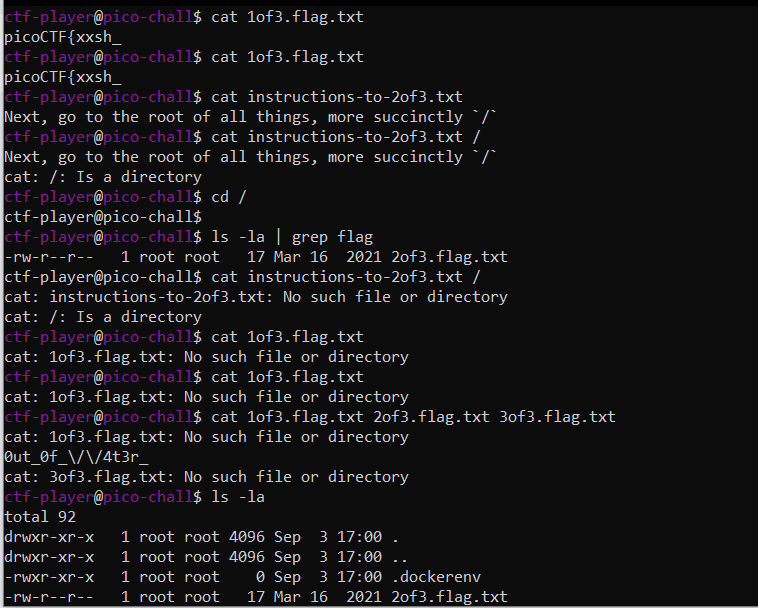 ctf-player@pico-chall$ cat 1of3.flag.txt
picoCTF{xxsh_
ctf-player@pico-chall$ cat 1of3.flag.txt
picoCTF{xxsh_
ctf-player@pico-chall$ cat instructions-to-2of3.txt
Next, go to the root of all things, more succinctly `/`
ctf-player@pico-chall$ cat instructions-to-2of3.txt /
Next, go to the root of all things, more succinctly `/`
cat: /: Is a directory
ctf-player@pico-chall$ cd /
ctf-player@pico-chall$
ctf-player@pico-chall$ ls -la | grep flag
-rw-r--r--   1 root root   17 Mar 16  2021 2of3.flag.txt
ctf-player@pico-chall$ cat instructions-to-2of3.txt /
cat: instructions-to-2of3.txt: No such file or directory
cat: /: Is a directory
ctf-player@pico-chall$ cat 1of3.flag.txt
cat: 1of3.flag.txt: No such file or directory
ctf-player@pico-chall$ cat 1of3.flag.txt
cat: 1of3.flag.txt: No such file or directory
ctf-player@pico-chall$ cat 1of3.flag.txt 2of3.flag.txt 3of3.flag.txt
cat: 1of3.flag.txt: No such file or directory
0ut_0f_\/\/4t3r_
cat: 3of3.flag.txt: No such file or directory
ctf-player@pico-chall$ ls -la
total 92
drwxr-xr-x   1 root root 4096 Sep  3 17:00 .
drwxr-xr-x   1 root root 4096 Sep  3 17:00 ..
-rwxr-xr-x   1 root root    0 Sep  3 17:00 .dockerenv
-rw-r--r--   1 root root   17 Mar 16  2021 2of3.flag.txt